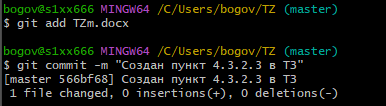 bogov@s1xx666 MINGW64 /C/Users/bogov/TZ (master)
$ git add TZm.docx
bogov@s1xx666 MINGW64 /C/Users/bogov/TZ (master)
$ git commit -m "Создан пункт 4.3.2.3 в ТЗ"
[master 566bf68] Создан пункт 4.3.2.3 в ТЗ
1 file changed, 0 insertions(+), 0 deletions(-)